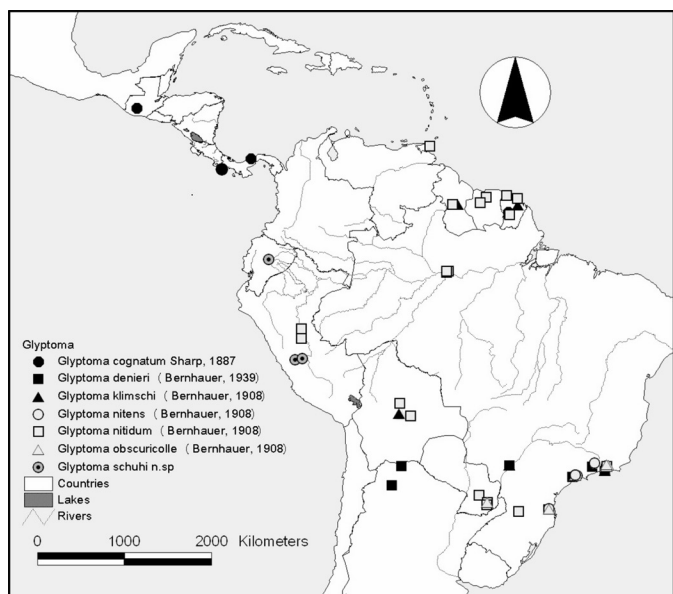 Glyptoma
Glyptoma cognatum Sharp, 1887
Glyptoma denieri (Bernhauer, 1939)
Glyptoma klimschi (Bernhauer, 1908)
Glyptoma nitens (Bernhauer, 1908)
Glyptoma nitidum (Bernhauer, 1908)
Glyptoma obscuricolle (Bernhauer, 1908)
Glyptoma schuhi n.sp
Countries
Lakes
Rivers
0 1000 2000 Kilometers